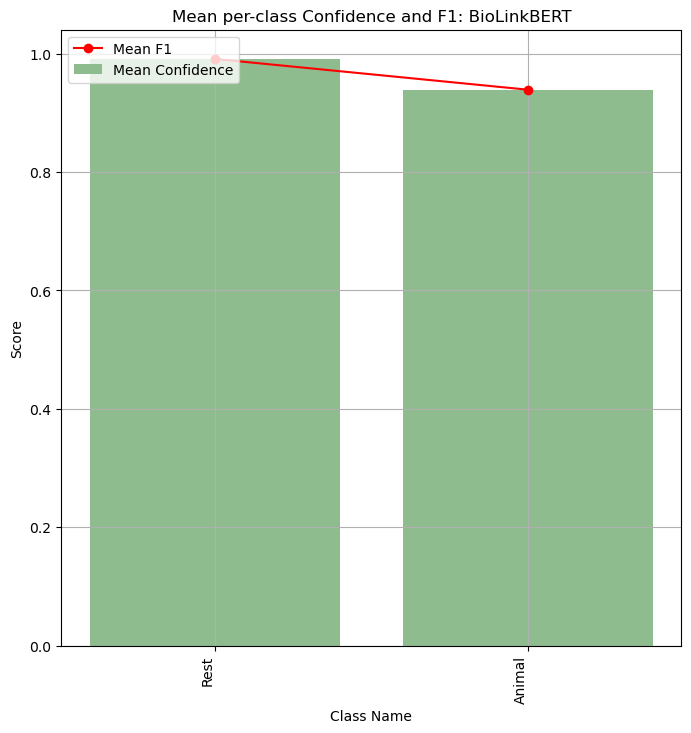 Mean per-class Confidence and F1: BioLinkBERT
Mean F1
Mean Confidence
1.0
0.8
0.6
0.4
0.2
0.0
Score
Rest
Animal
Class Name